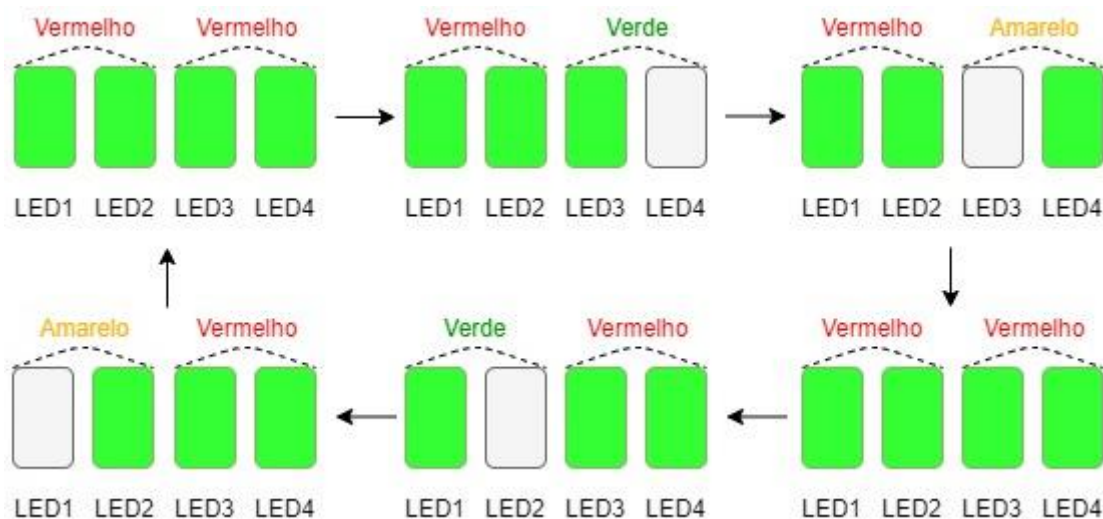 Vermelho Vermelho Vermelho Verde Vermelho Amarelo
LED1 LED2 LED3 LED4 LED1 LED2 LED3 LED4 LED1 LED2 LED3 LED4
Amarelo Vermelho Verde Vermelho Vermelho Vermelho
LED1 LED2 LED3 LED4 LED1 LED2 LED3 LED4 LED1 LED2 LED3 LED4